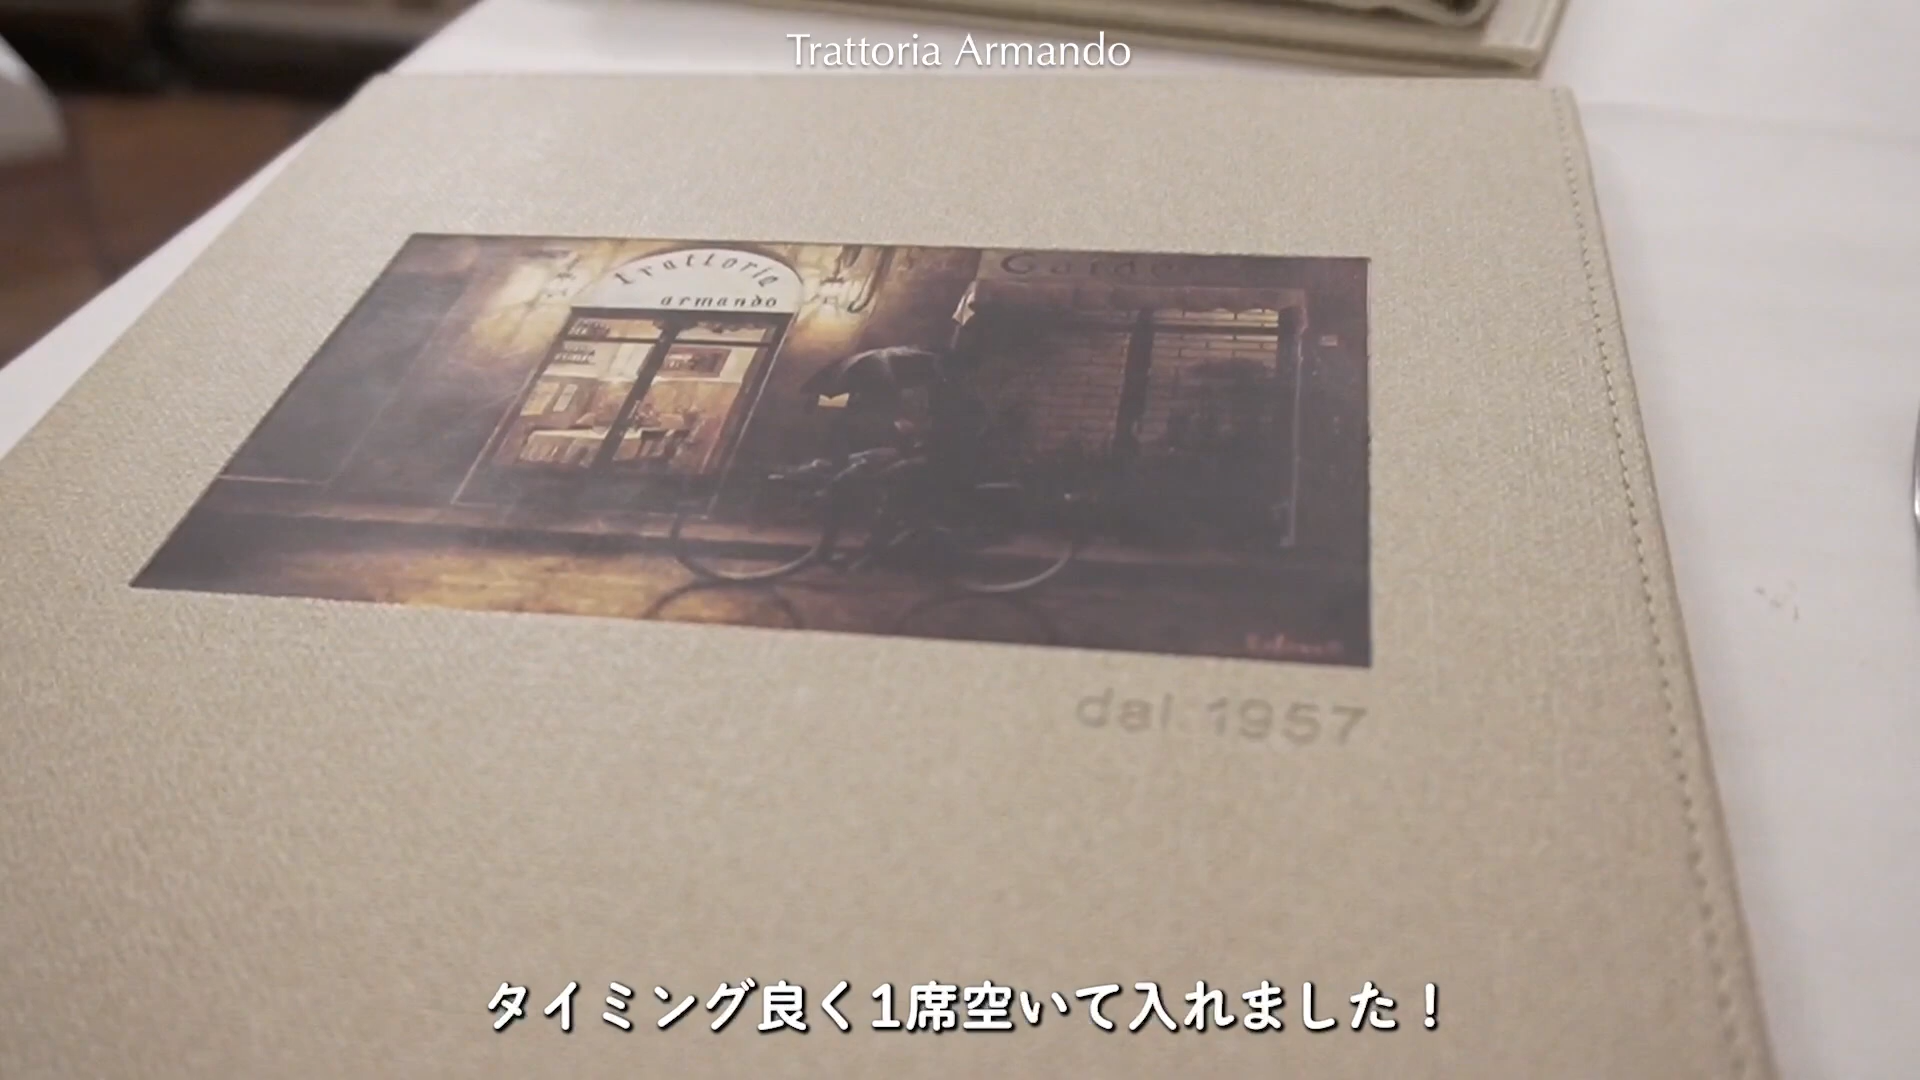 Trattoria Armando
Trattoria
armando
dal 1957
タイミング良く1席空いて入れました！